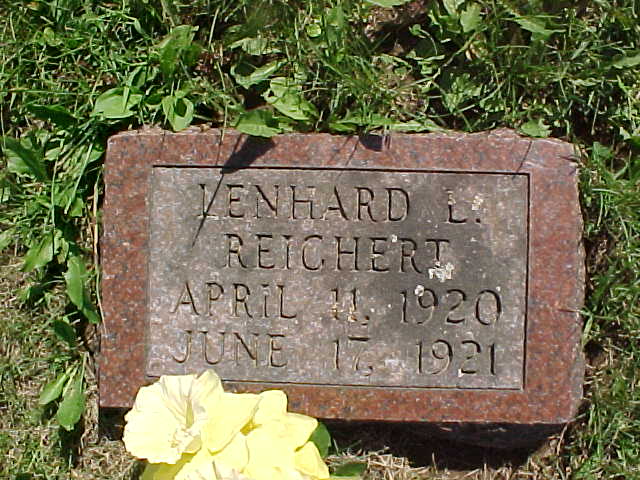 LENHARD L.
REICHERT
APRIL 11, 1920
JUNE 17, 1921